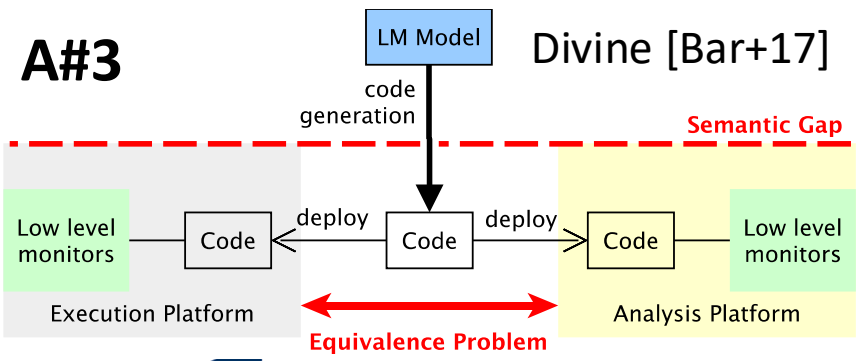 A#3
LM Model
Divine [Bar+17]
code
generation
Semantic Gap
Low level
monitors
Code
deploy
Code
deploy
Code
Low level
monitors
Execution Platform
Analysis Platform
Equivalence Problem